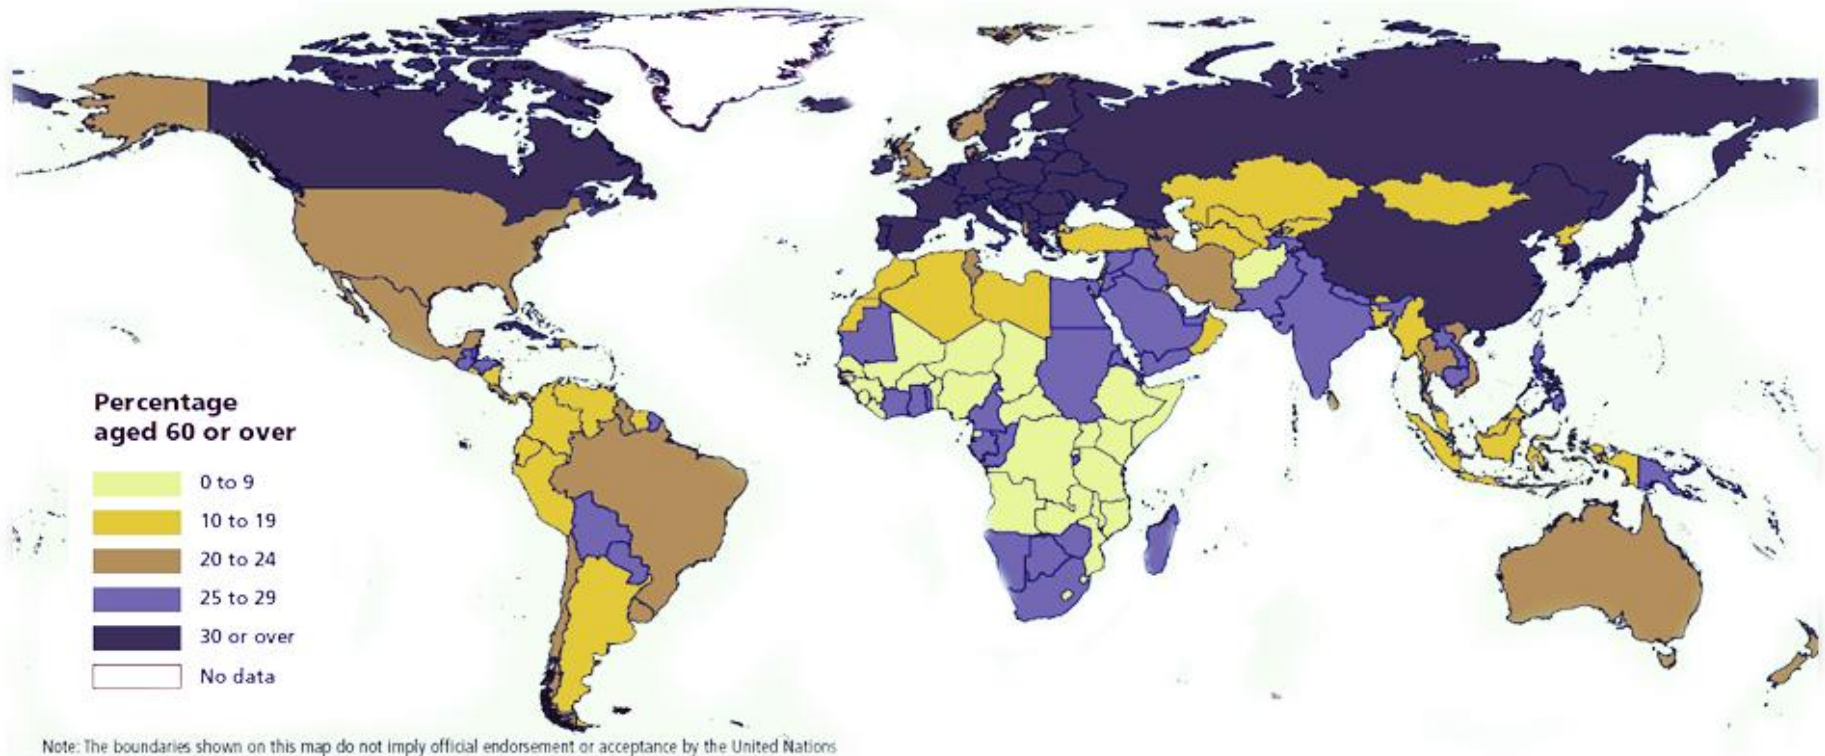 Percentage
aged 60 or over
0 to 9
10 to 19
20 to 24
25 to 29
30 or over
No data
Note: The boundaries shown on this map do not imply official endorsement or acceptance by the United Nations